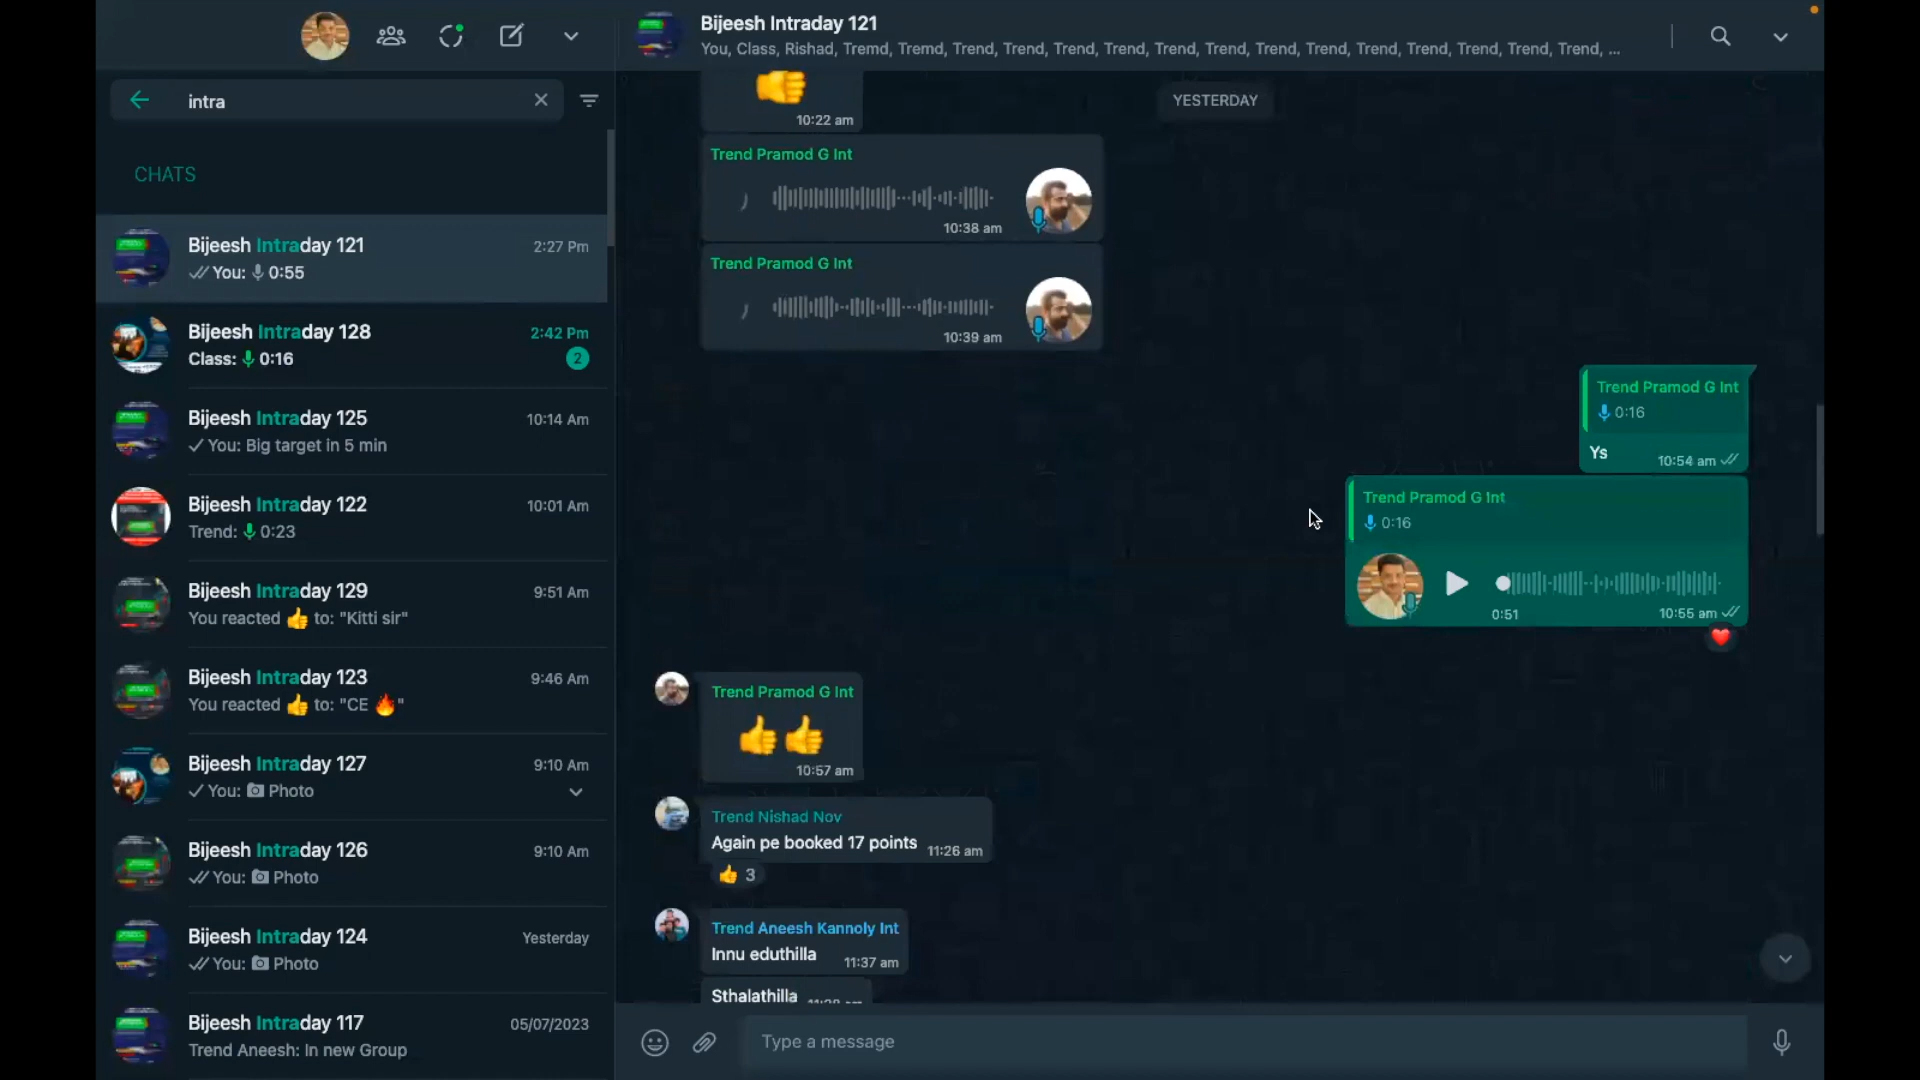 intra
CHATS
Bijeesh Intraday 121
2:27 Pm
You: 0:55
Bijeesh Intraday 128
2:42 Pm
Class: 0:16
2
Bijeesh Intraday 125
10:14 Am
You: Big target in 5 min
Bijeesh Intraday 122
10:01 Am
Trend: 0:23
Bijeesh Intraday 129
9:51 Am
You reacted 👍 to: "Kitti sir"
Bijeesh Intraday 123
9:46 Am
You reacted 👍 to: "CE 🔥"
Bijeesh Intraday 127
9:10 Am
You: Photo
Bijeesh Intraday 126
9:10 Am
You: Photo
Bijeesh Intraday 124
Yesterday
You: Photo
Bijeesh Intraday 117
05/07/2023
Trend Aneesh: In new Group
Bijeesh Intraday 121
You, Class, Rishad, Tremd, Tremd, Trend, Trend, Trend, Trend, Trend, Trend, Trend, Trend, Trend, Trend, Trend, Trend, Trend, ...
YESTERDAY
10:22 am
Trend Pramod G Int
10:38 am
Trend Pramod G Int
10:39 am
Trend Pramod G Int
0:16
Ys
10:54 am
Trend Pramod G Int
0:16
0:51
10:55 am
Trend Pramod G Int
👍👍
10:57 am
Trend Nishad Nov
Again pe booked 17 points
11:26 am
👍 3
Trend Aneesh Kannoly Int
Innu eduthilla
11:37 am
Sthalathilla
Type a message